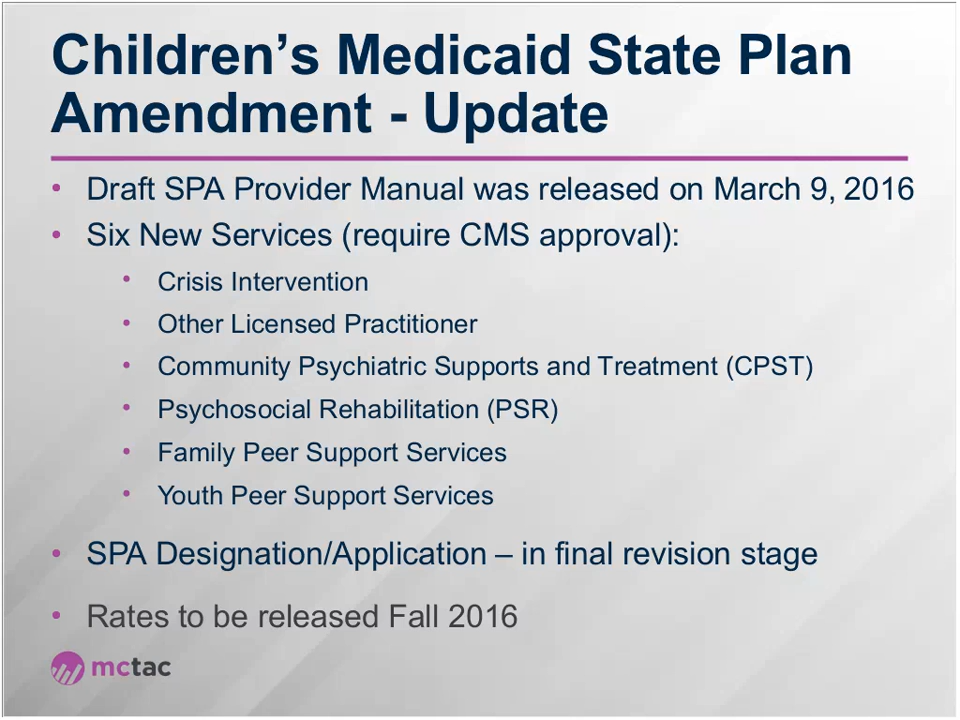 Children’s Medicaid State Plan
Amendment - Update
• Draft SPA Provider Manual was released on March 9, 2016
• Six New Services (require CMS approval):
• Crisis Intervention
• Other Licensed Practitioner
• Community Psychiatric Supports and Treatment (CPST)
• Psychosocial Rehabilitation (PSR)
• Family Peer Support Services
• Youth Peer Support Services
• SPA Designation/Application – in final revision stage
• Rates to be released Fall 2016
mctac